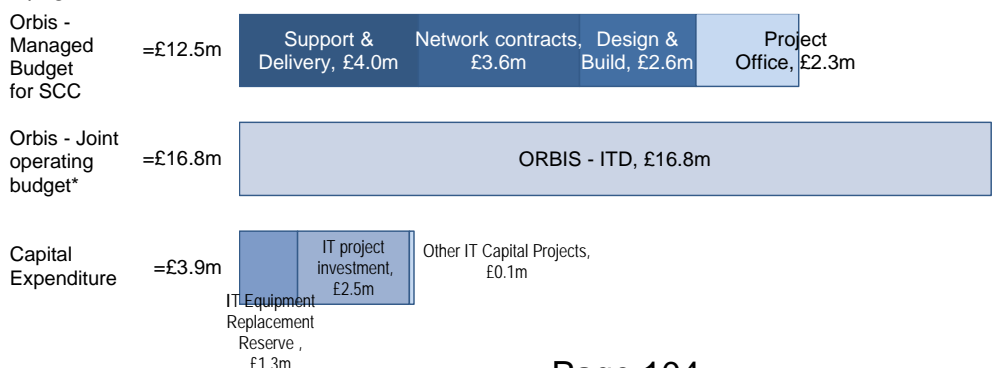 Orbis -
Managed
Budget
for SCC
=£12.5m
Support &
Delivery, £4.0m
Network contracts,
£3.6m
Design &
Build, £2.6m
Project
Office, £2.3m
Orbis - Joint
operating
budget*
=£16.8m
ORBIS - ITD, £16.8m
Capital
Expenditure
=£3.9m
IT project
investment,
£2.5m
Other IT Capital Projects,
£0.1m
IT Equipment
Replacement
Reserve ,
£1.3m
Page 104